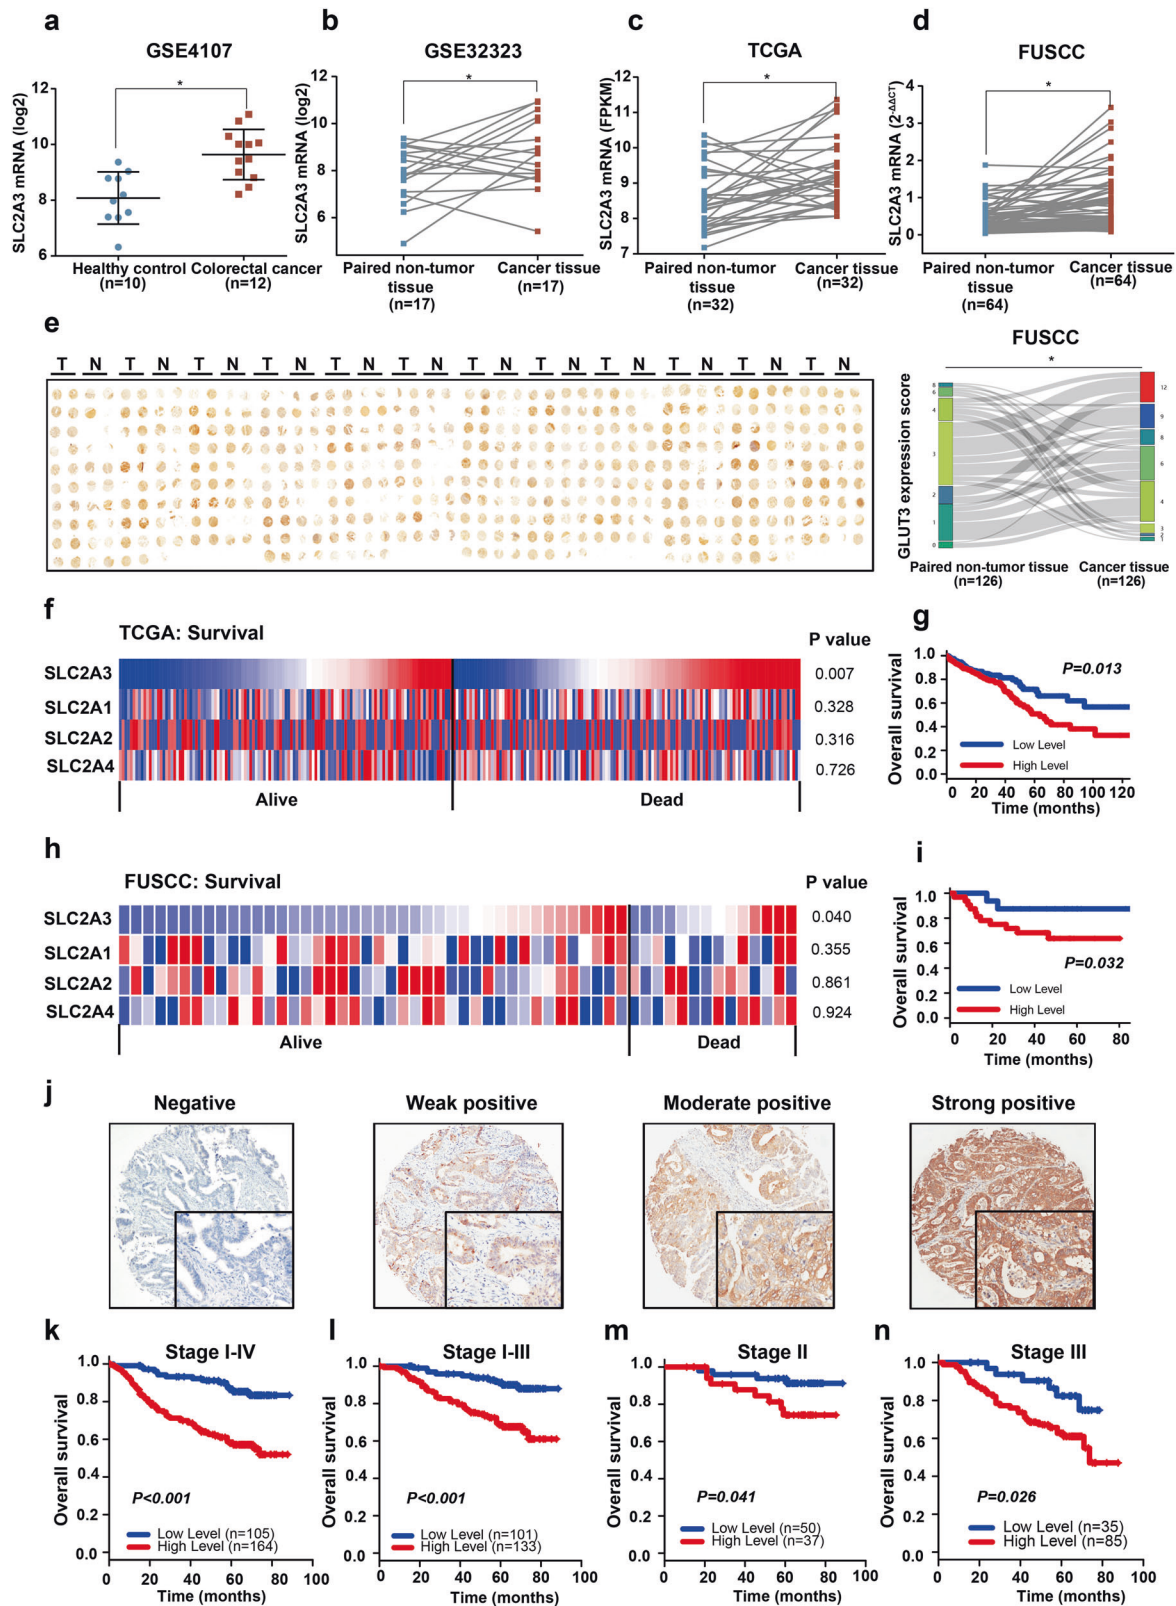 a
GSE4107
SLC2A3 mRNA (log2)
12
10
8
6
*
Healthy control
(n=10)
Colorectal cancer
(n=12)
b
GSE32323
SLC2A3 mRNA (log2)
12
10
8
6
*
Paired non-tumor
tissue
(n=17)
Cancer tissue
(n=17)
c
TCGA
SLC2A3 mRNA (FPKM)
12
11
10
9
8
7
*
Paired non-tumor
tissue
(n=32)
Cancer tissue
(n=32)
d
FUSCC
SLC2A3 mRNA (2-ΔΔCT)
4
3
2
1
0
*
Paired non-tumor
tissue
(n=64)
Cancer tissue
(n=64)
e
T N T N T N T N T N T N T N T N T N T N T N
FUSCC
*
GLUT3 expression score
8
6
4
3
2
1
0
12
9
8
6
4
3
2
1
Paired non-tumor tissue
(n=126)
Cancer tissue
(n=126)
f
TCGA: Survival
P value
SLC2A3 0.007
SLC2A1 0.328
SLC2A2 0.316
SLC2A4 0.726
Alive Dead
g
Overall survival
1.0
0.8
0.6
0.4
0.2
0.0
P=0.013
Low Level
High Level
0 20 40 60 80 100 120
Time (months)
h
FUSCC: Survival
P value
SLC2A3 0.040
SLC2A1 0.355
SLC2A2 0.861
SLC2A4 0.924
Alive Dead
i
Overall survival
1.0
0.8
0.6
0.4
0.2
0.0
P=0.032
Low Level
High Level
0 20 40 60 80
Time (months)
j
Negative
Weak positive
Moderate positive
Strong positive
k
Stage I-IV
Overall survival
1.0
0.8
0.6
0.4
0.2
0.0
P<0.001
Low Level (n=105)
High Level (n=164)
0 20 40 60 80 100
Time (months)
l
Stage I-III
Overall survival
1.0
0.8
0.6
0.4
0.2
0.0
P<0.001
Low Level (n=101)
High Level (n=133)
0 20 40 60 80 100
Time (months)
m
Stage II
Overall survival
1.0
0.8
0.6
0.4
0.2
0.0
P=0.041
Low Level (n=50)
High Level (n=37)
0 20 40 60 80 100
Time (months)
n
Stage III
Overall survival
1.0
0.8
0.6
0.4
0.2
0.0
P=0.026
Low Level (n=35)
High Level (n=85)
0 20 40 60 80 100
Time (months)